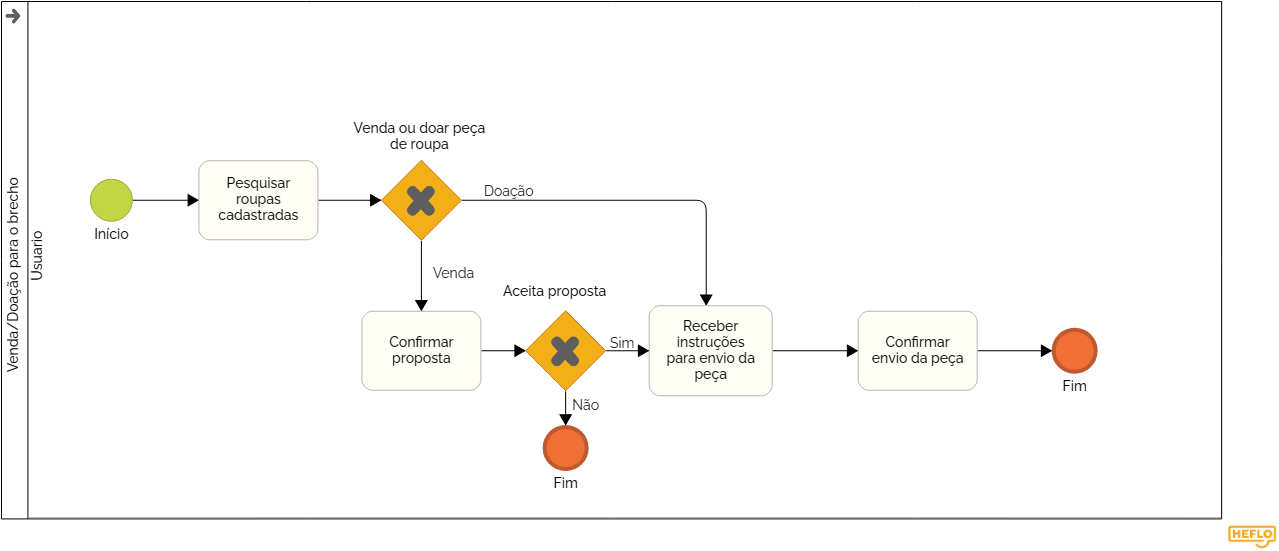 Venda/Doação para o brecho
Usuario
Início
Pesquisar
roupas
cadastradas
Venda ou doar peça
de roupa
Doação
Venda
Confirmar
proposta
Aceita proposta
Sim
Não
Fim
Receber
instruções
para envio da
peça
Confirmar
envio da peça
Fim
HEFLO